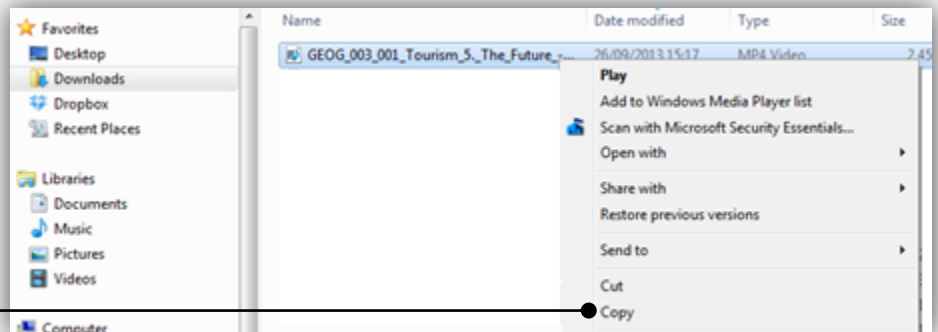 Favorites
Desktop
Downloads
Dropbox
Recent Places
Libraries
Documents
Music
Pictures
Videos
Computer
Name Date modified Type Size
GEOG_003_001_Tourism_5._The_Future_-... 26/09/2013 15:17 MP4 Video 2,45
Play
Add to Windows Media Player list
Scan with Microsoft Security Essentials...
Open with
Share with
Restore previous versions
Send to
Cut
Copy